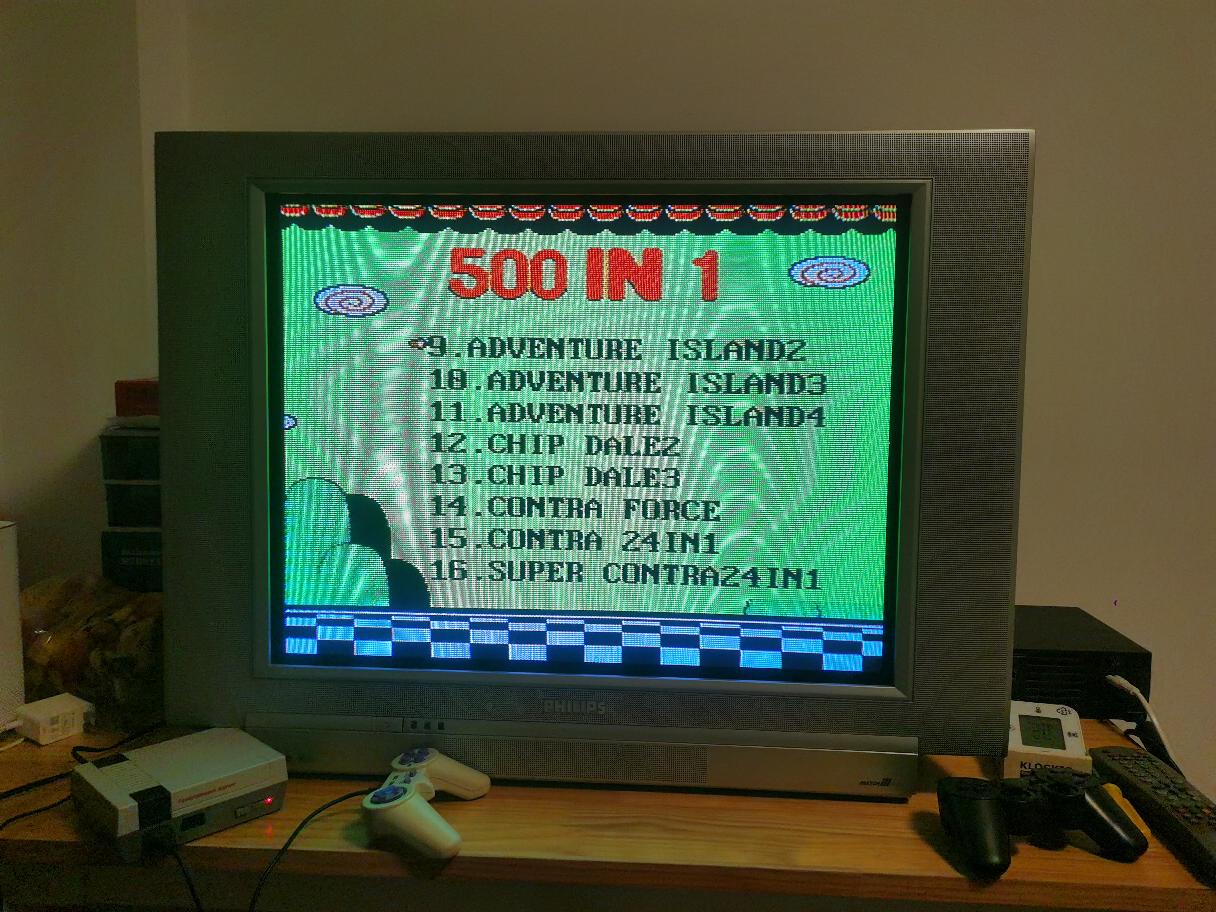 500 IN 1
9.ADVENTURE ISLAND2
10.ADVENTURE ISLAND3
11.ADVENTURE ISLAND4
12.CHIP DALE2
13.CHIP DALE3
14.CONTRA FORCE
15.CONTRA 24IN1
16.SUPER CONTRA24IN1
PHILIPS